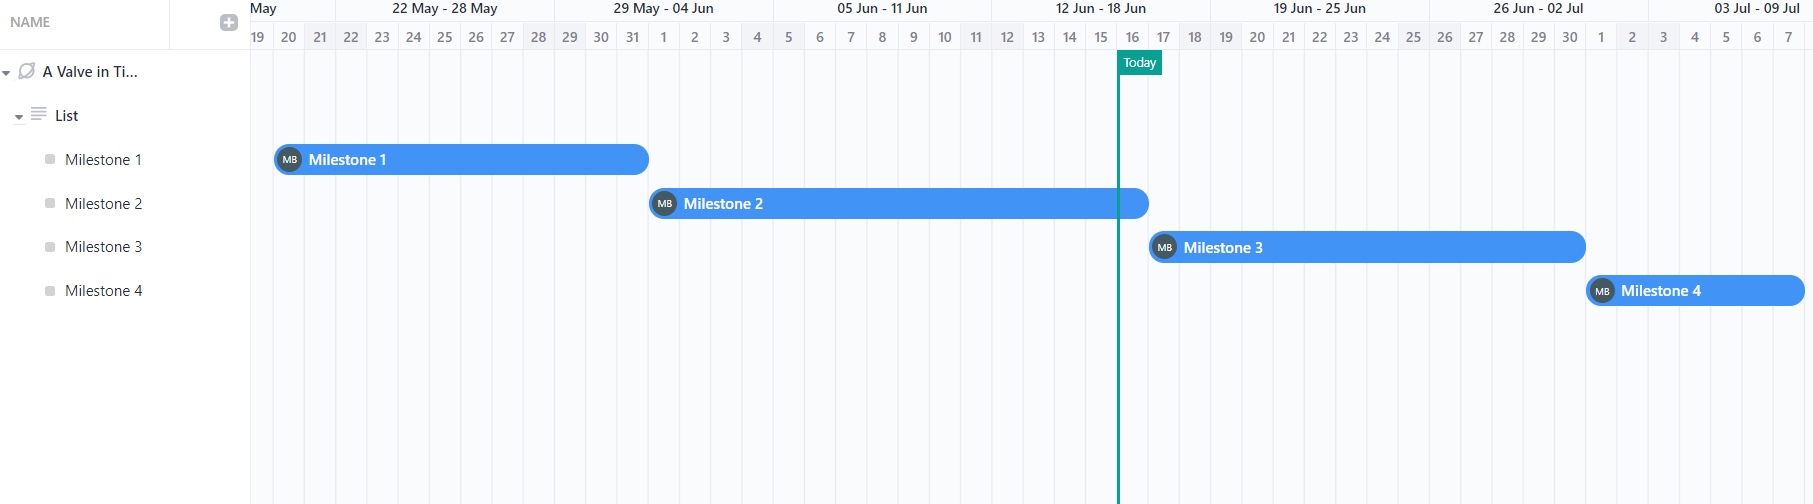 NAME
May 22 May - 28 May 29 May - 04 Jun 05 Jun - 11 Jun 12 Jun - 18 Jun 19 Jun - 25 Jun 26 Jun - 02 Jul 03 Jul - 09 Jul
19 20 21 22 23 24 25 26 27 28 29 30 31 1 2 3 4 5 6 7 8 9 10 11 12 13 14 15 16 17 18 19 20 21 22 23 24 25 26 27 28 29 30 1 2 3 4 5 6 7
Today
A Valve in Ti...
List
Milestone 1 MB Milestone 1
Milestone 2 MB Milestone 2
Milestone 3 MB Milestone 3
Milestone 4 MB Milestone 4